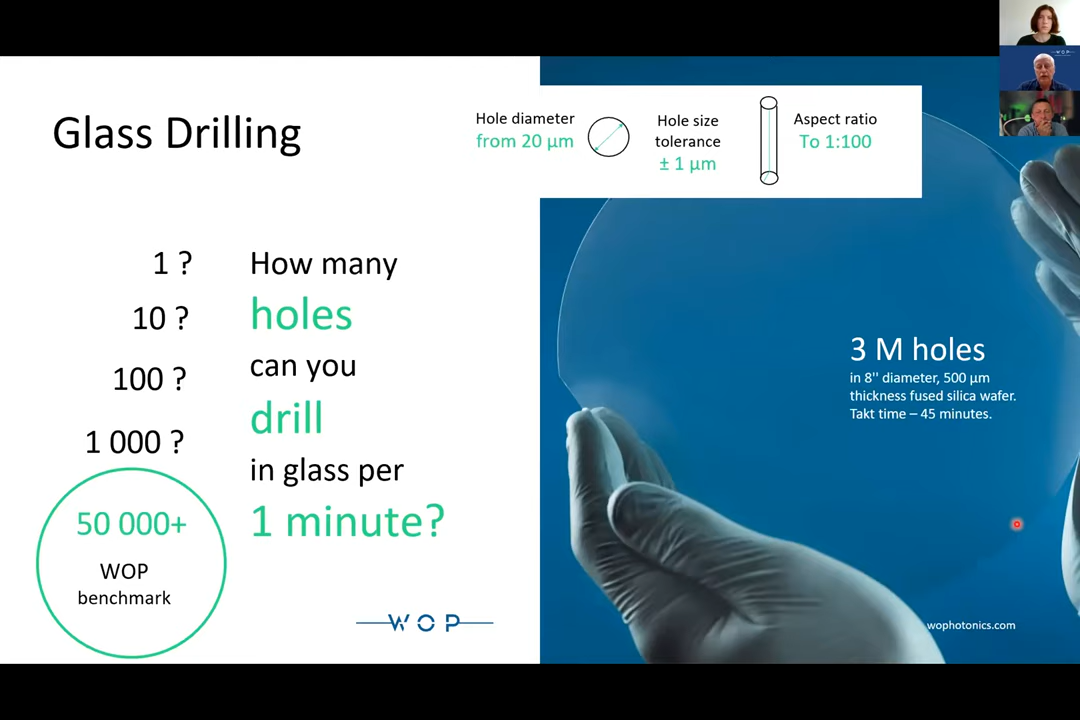 Glass Drilling
Hole diameter
from 20 µm
Hole size
tolerance
± 1 µm
Aspect ratio
To 1:100
1 ?
10 ?
100 ?
1 000 ?
50 000+
WOP
benchmark
How many
holes
can you
drill
in glass per
1 minute?
3 M holes
in 8'' diameter, 500 µm
thickness fused silica wafer.
Takt time – 45 minutes.
WOP
wophotonics.com
WOP